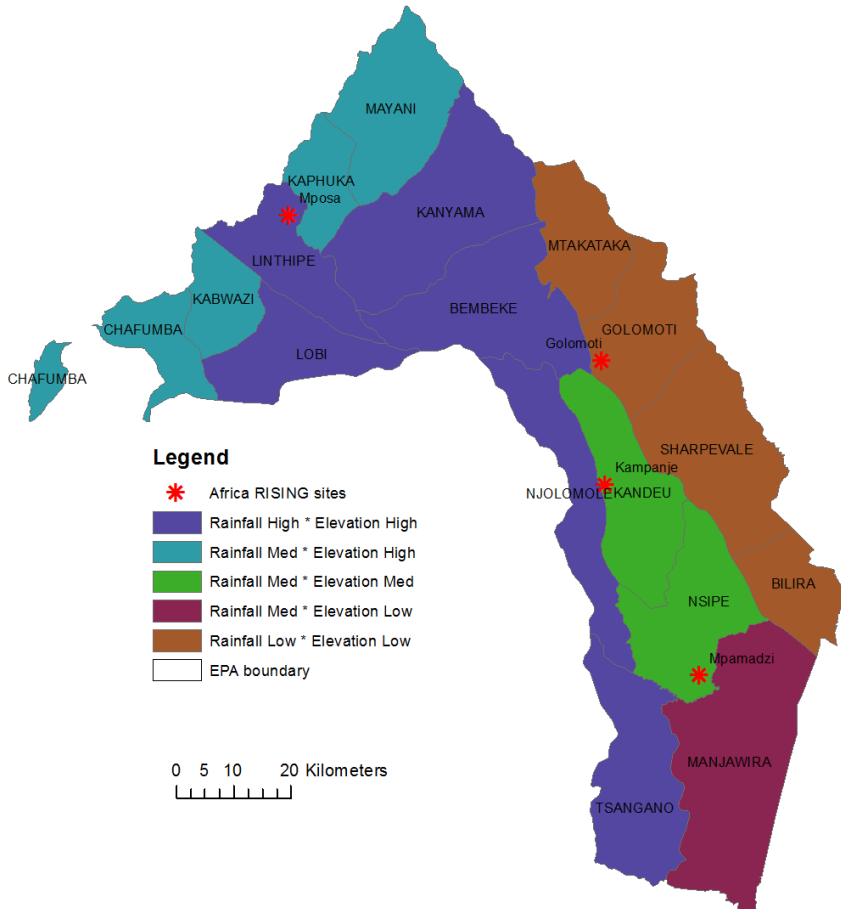 MAYANI
KAPHUKA
Mposa
KANYAMA
LINTHIPE
MTAKATAKA
KABWAZI
BEMBEKE
CHAFUMBA
GOLOMOTI
Golomoti
LOBI
CHAFUMBA
SHARPEVALE
Kampanje
NJOLOMOLE
KANDEU
BILIRA
NSIPE
Mpamadzi
MANJAWIRA
TSANGANO
Legend
Africa RISING sites
Rainfall High * Elevation High
Rainfall Med * Elevation High
Rainfall Med * Elevation Med
Rainfall Med * Elevation Low
Rainfall Low * Elevation Low
EPA boundary
0 5 10 20 Kilometers